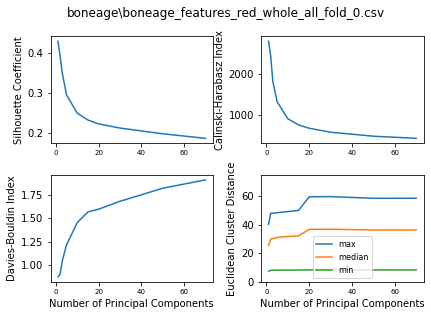 boneage\boneage_features_red_whole_all_fold_0.csv
Silhouette Coefficient
0.4
0.3
0.2
0 20 40 60
Calinski-Harabasz Index
2000
1000
0 20 40 60
Davies-Bouldin Index
1.75
1.50
1.25
1.00
0 20 40 60
Number of Principal Components
Euclidean Cluster Distance
60
40
20
0
max
median
min
0 20 40 60
Number of Principal Components